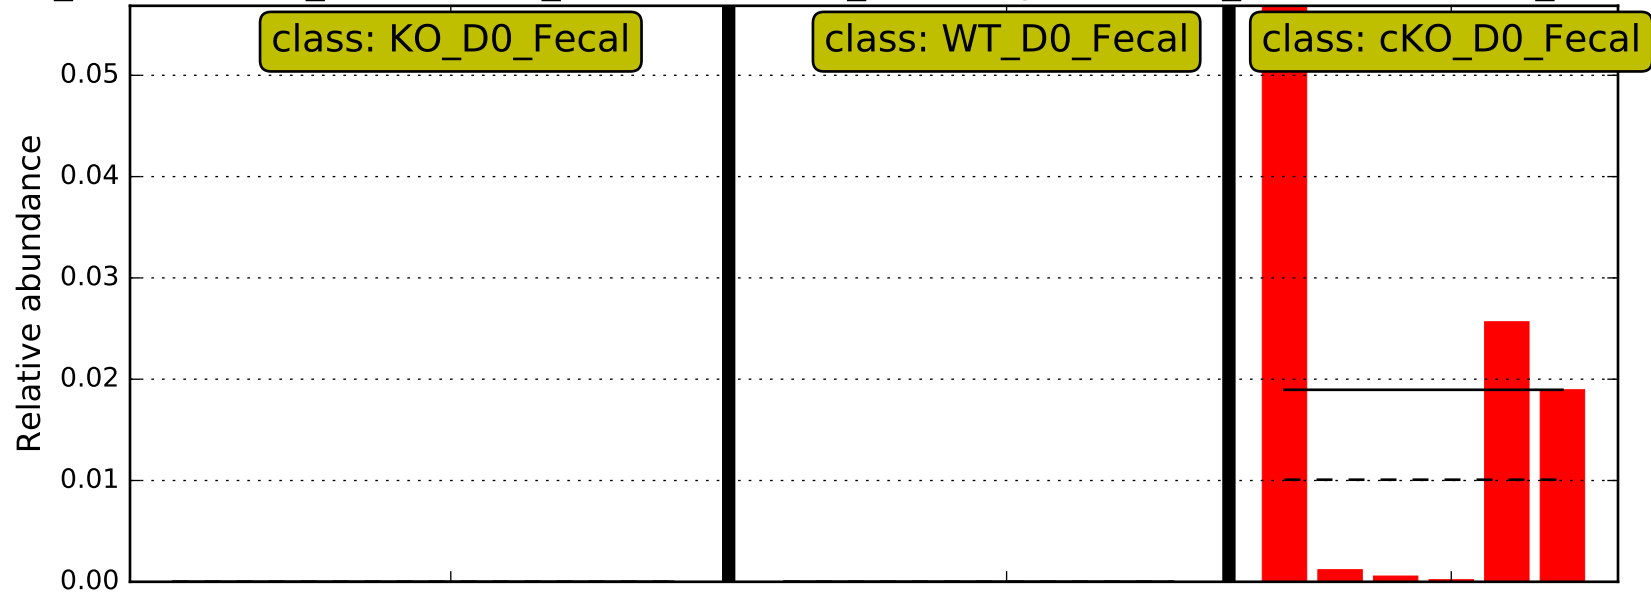 class: KO_D0_Fecal
class: WT_D0_Fecal
class: cKO_D0_Fecal
Relative abundance
0.05
0.04
0.03
0.02
0.01
0.00